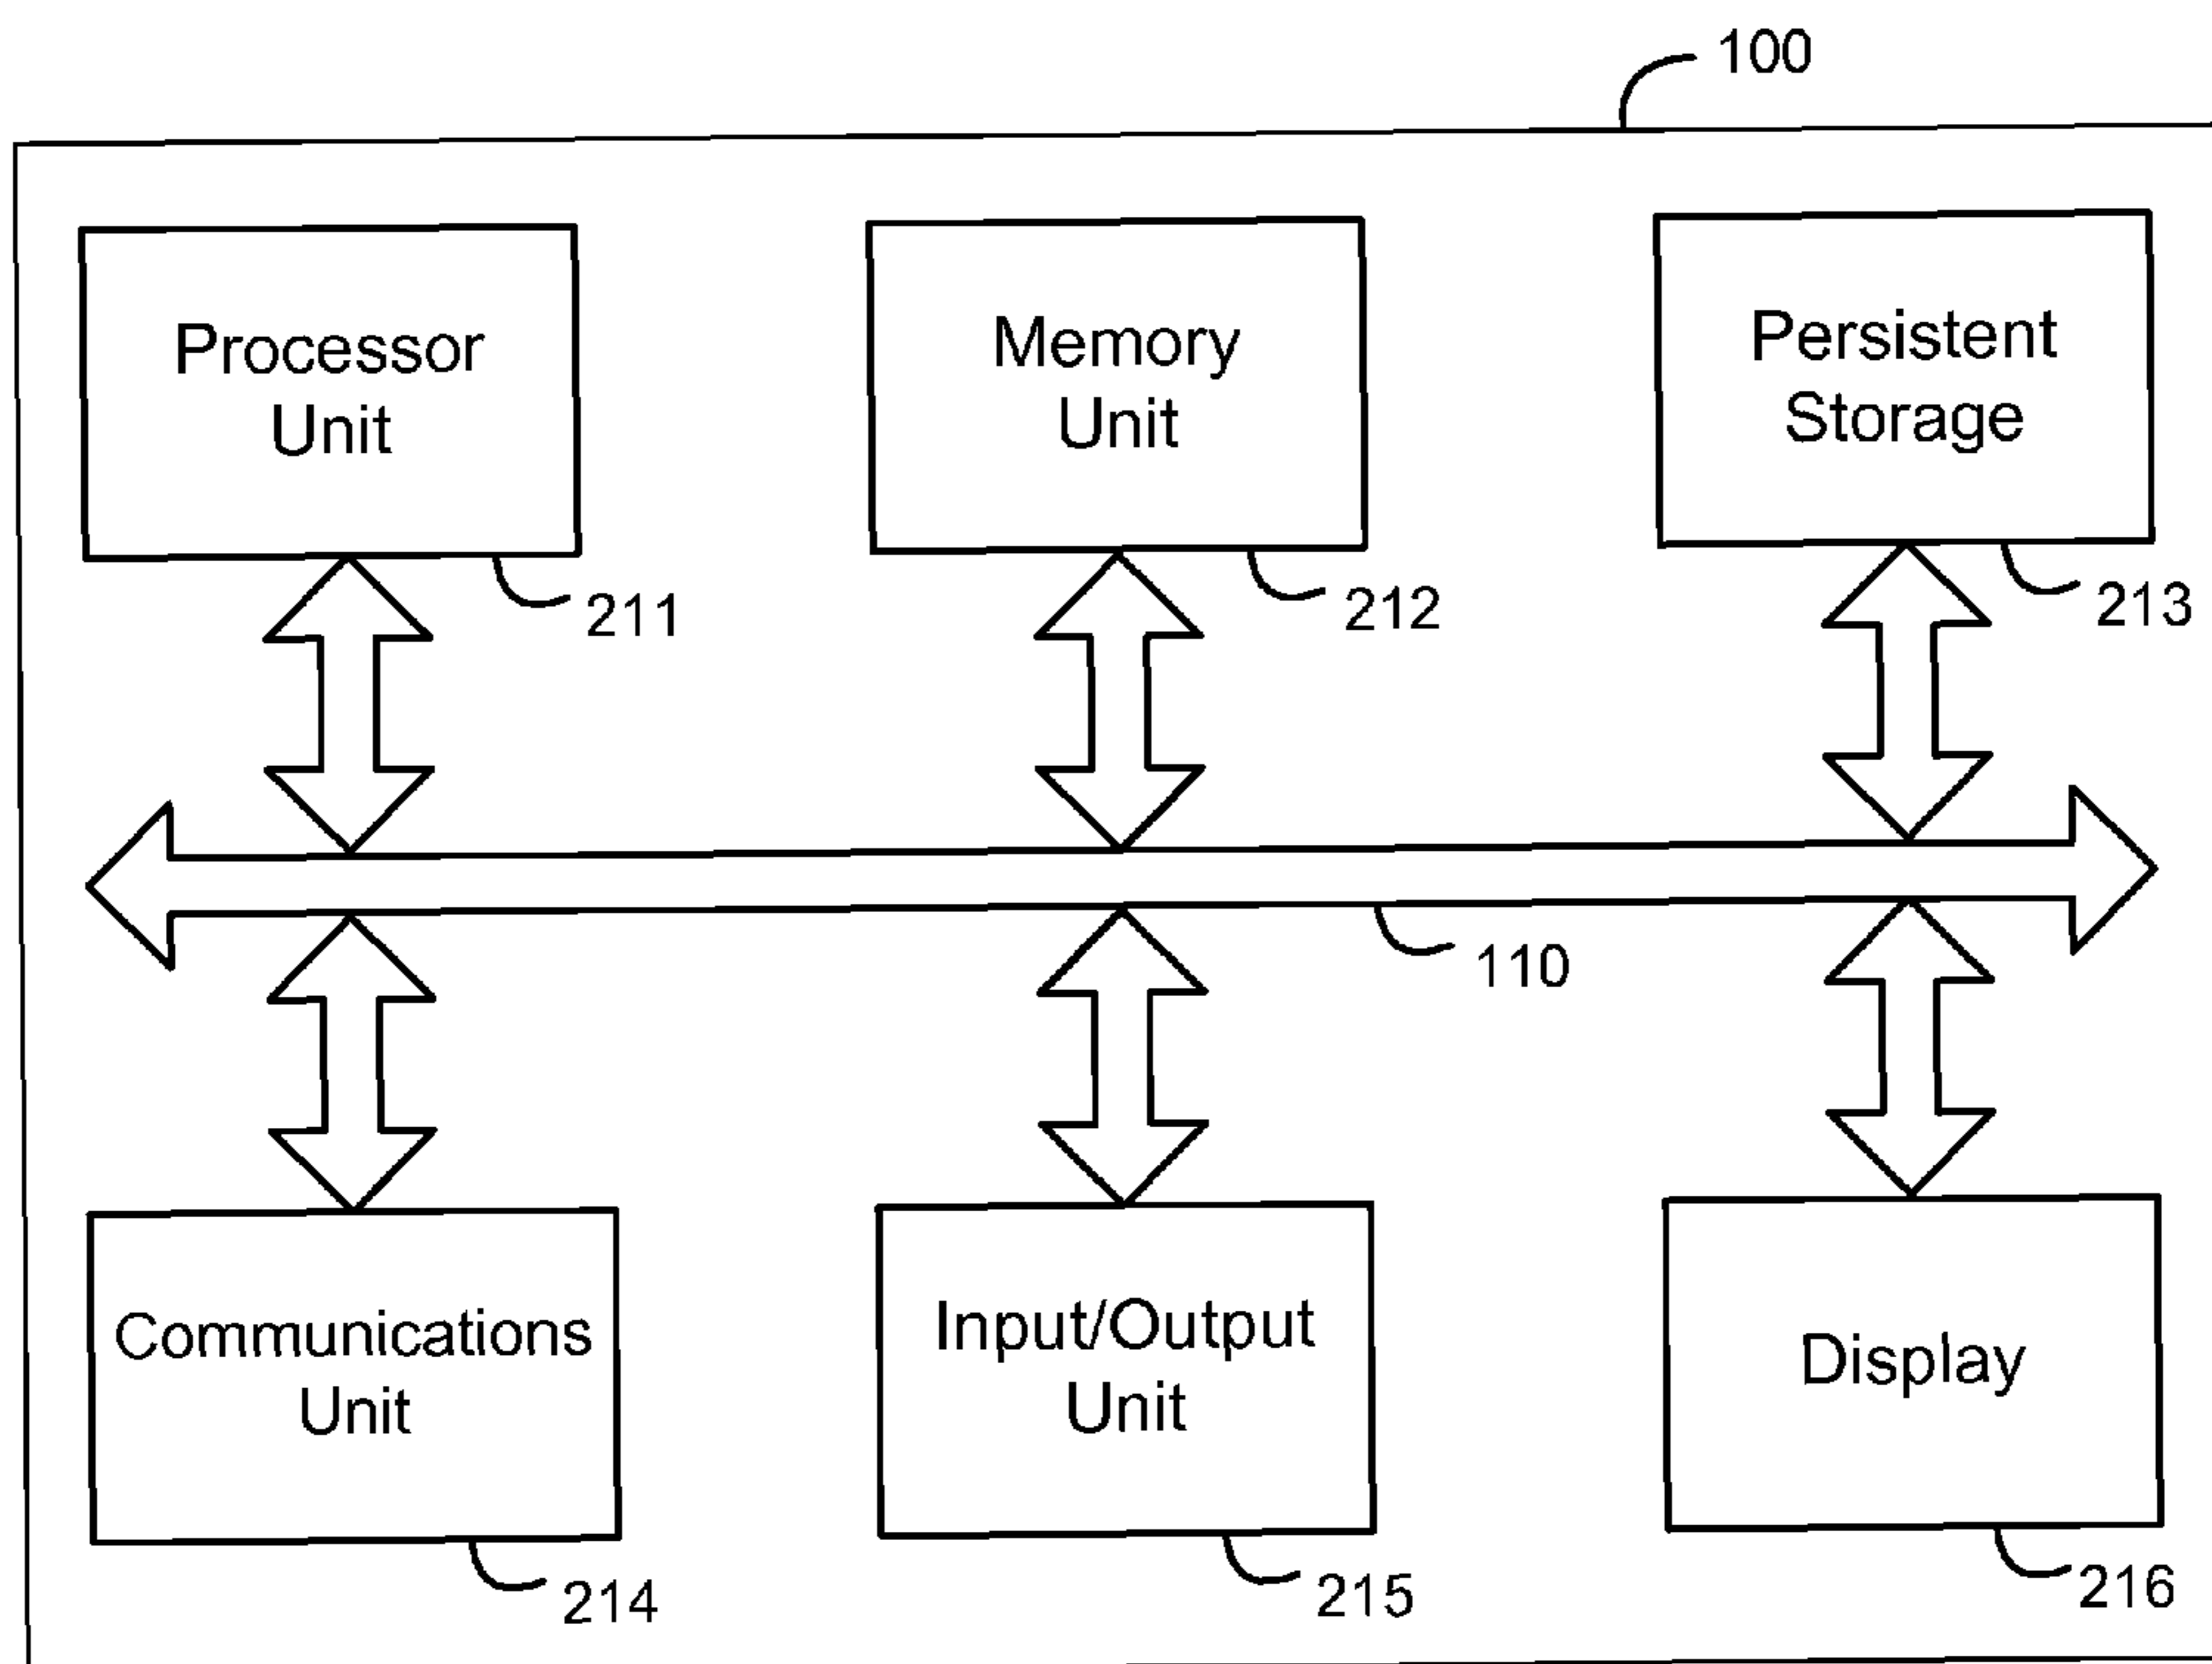 100
Processor
Unit
Memory
Unit
Persistent
Storage
211
212
213
110
Communications
Unit
Input/Output
Unit
Display
214
215
216